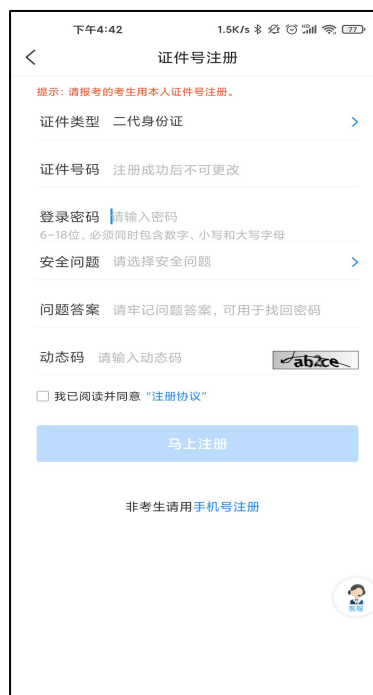 下午4:42 1.5K/s HD 77
证件号注册
提示: 请报考的考生用本人证件号注册。
证件类型 二代身份证
证件号码 注册成功后不可更改
登录密码 请输入密码
6-18位, 必须同时包含数字、小写和大写字母
安全问题 请选择安全问题
问题答案 请牢记问题答案, 可用于找回密码
动态码 请输入动态码 ab2ce
我已阅读并同意 “注册协议”
马上注册
非考生请用手机号注册
客服